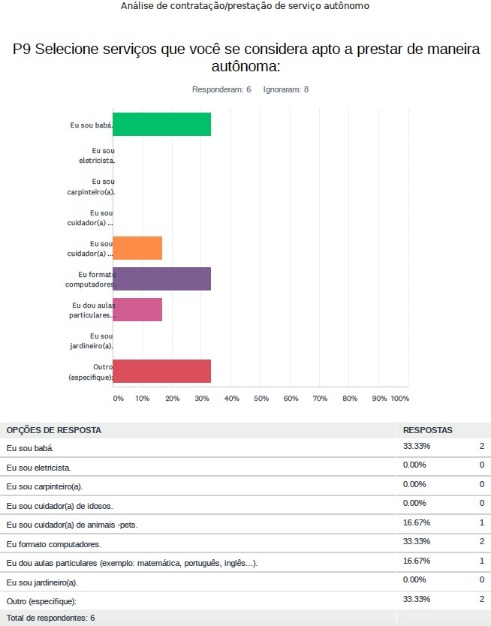 Análise de contratação/prestação de serviço autônomo
P9 Selecione serviços que você se considera apto a prestar de maneira
autônoma:
Responderam: 6 Ignoraram: 8
Eu sou babá.
Eu sou
eletricista.
Eu sou
carpinteiro(a).
Eu sou
cuidador(a) ...
Eu sou
cuidador(a) ...
Eu formato
computadores.
Eu dou aulas
particulares...
Eu sou
jardineiro(a).
Outro
(especifique):
0% 10% 20% 30% 40% 50% 60% 70% 80% 90% 100%
OPÇÕES DE RESPOSTA RESPOSTAS
Eu sou babá. 33.33% 2
Eu sou eletricista. 0.00% 0
Eu sou carpinteiro(a). 0.00% 0
Eu sou cuidador(a) de idosos. 0.00% 0
Eu sou cuidador(a) de animais -pets. 16.67% 1
Eu formato computadores. 33.33% 2
Eu dou aulas particulares (exemplo: matemática, português, inglês...). 16.67% 1
Eu sou jardineiro(a). 0.00% 0
Outro (especifique): 33.33% 2
Total de respondentes: 6